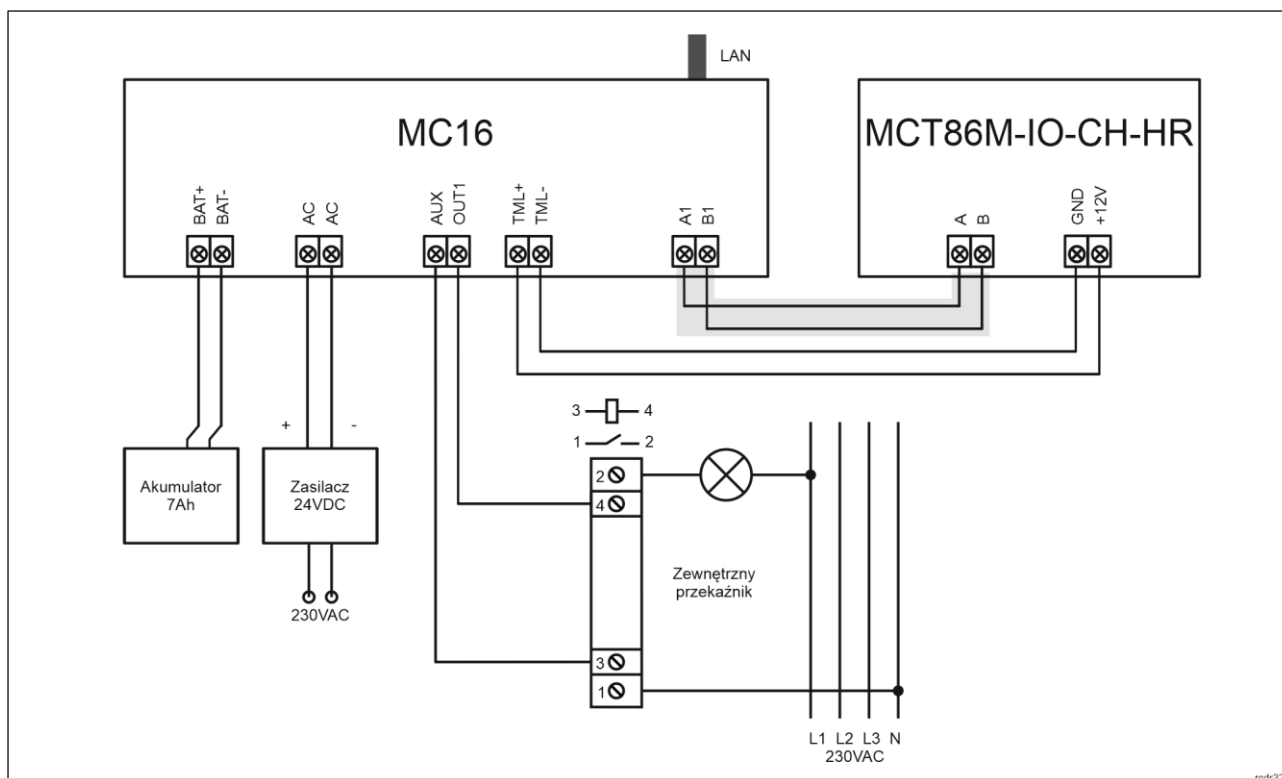 LAN
MC16
MCT86M-IO-CH-HR
BAT+
BAT-
AC
AC
AUX
OUT1
TML+
TML-
A1
B1
A
B
GND
+12V
3 4
1 2
+ -
Akumulator
7Ah
Zasilacz
24VDC
230VAC
2
4
Zewnętrzny
przekaźnik
3
1
L1 L2 L3 N
230VAC